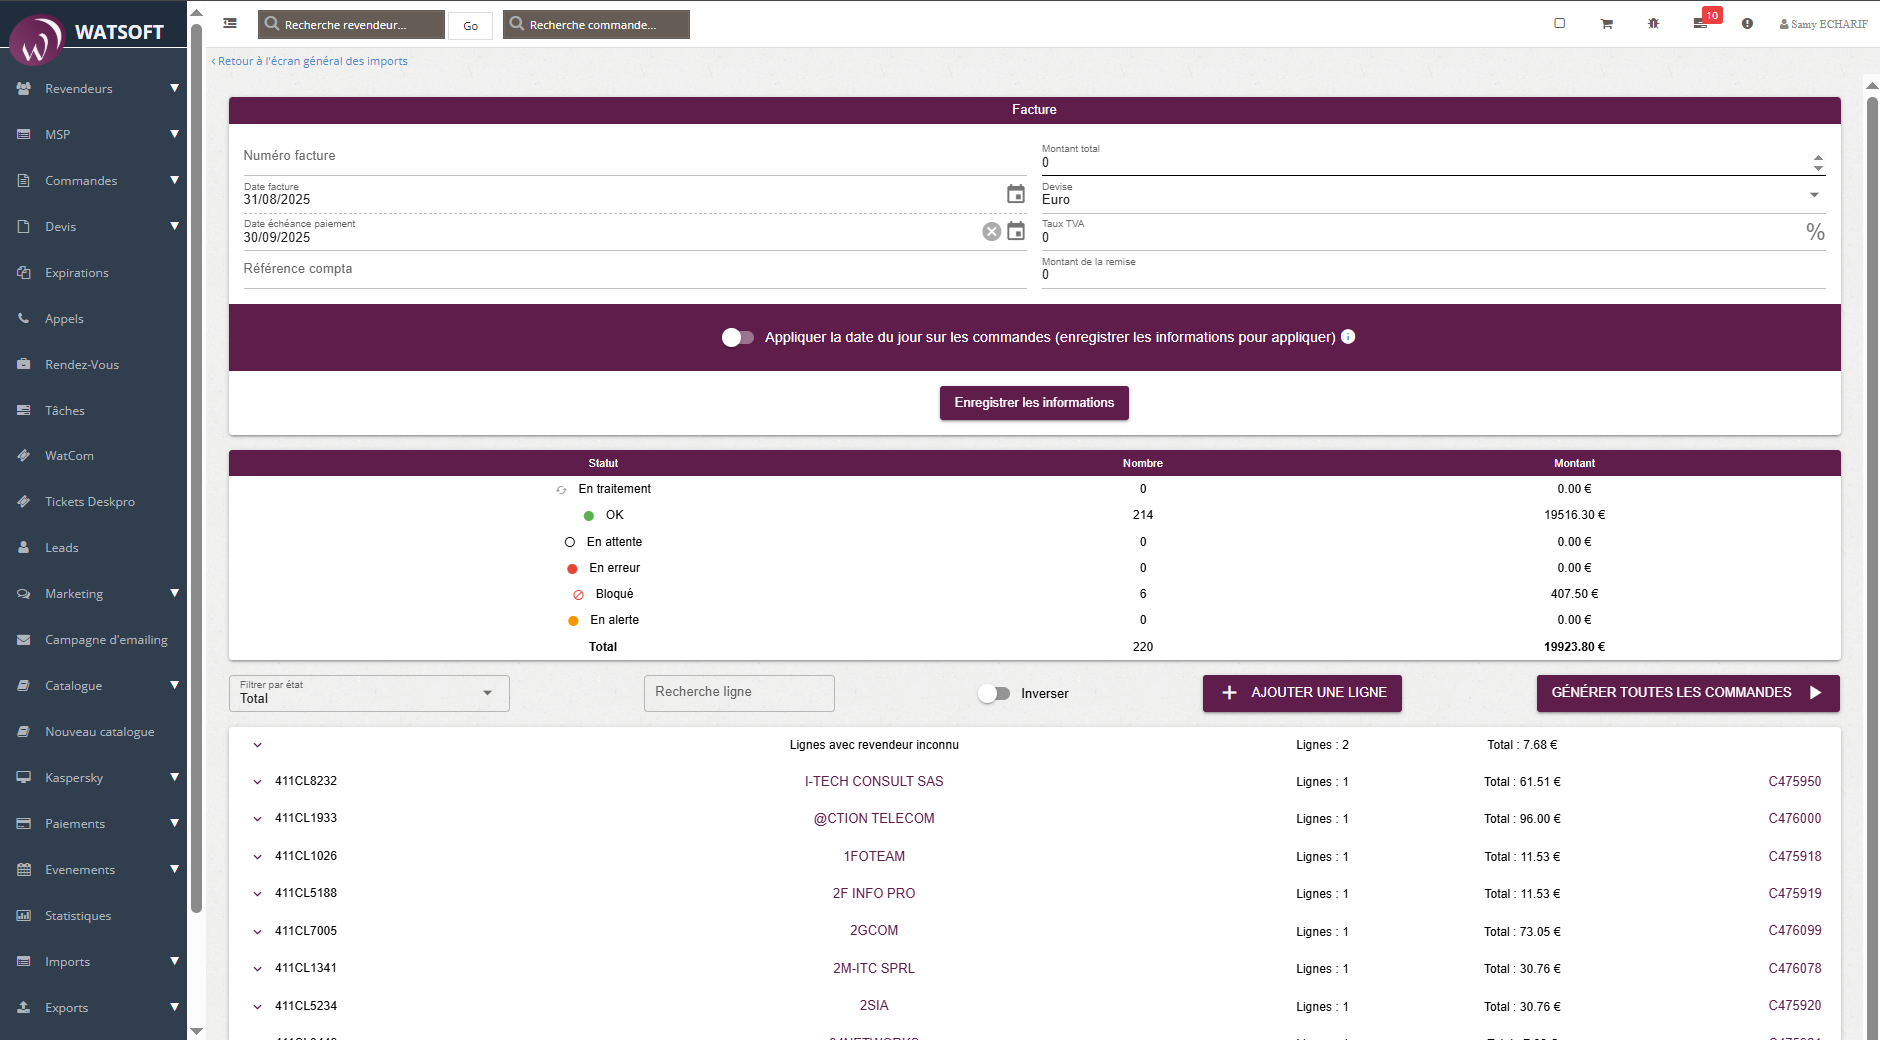 WATSOFT
Recherche revendeur...
Go
Recherche commande...
10
Samy ECHARIF
Revendeurs
MSP
Commandes
Devis
Expirations
Appels
Rendez-Vous
Tâches
WatCom
Tickets Deskpro
Leads
Marketing
Campagne d'emailing
Catalogue
Nouveau catalogue
Kaspersky
Paiements
Evenements
Statistiques
Imports
Exports
‹ Retour à l'écran général des imports
Facture
Numéro facture
Montant total
0
Date facture
31/08/2025
Devise
Euro
Date échéance paiement
30/09/2025
Taux TVA
0 %
Référence compta
Montant de la remise
0
Appliquer la date du jour sur les commandes (enregistrer les informations pour appliquer)
Enregistrer les informations
Statut Nombre Montant
En traitement 0 0.00 €
OK 214 19516.30 €
En attente 0 0.00 €
En erreur 0 0.00 €
Bloqué 6 407.50 €
En alerte 0 0.00 €
Total 220 19923.80 €
Filtrer par état
Total
Recherche ligne
Inverser
AJOUTER UNE LIGNE
GÉNÉRER TOUTES LES COMMANDES
Lignes avec revendeur inconnu Lignes : 2 Total : 7.68 €
411CL8232 I-TECH CONSULT SAS Lignes : 1 Total : 61.51 € C475950
411CL1933 @CTION TELECOM Lignes : 1 Total : 96.00 € C476000
411CL1026 1FOTEAM Lignes : 1 Total : 11.53 € C475918
411CL5188 2F INFO PRO Lignes : 1 Total : 11.53 € C475919
411CL7005 2GCOM Lignes : 1 Total : 73.05 € C476099
411CL1341 2M-ITC SPRL Lignes : 1 Total : 30.76 € C476078
411CL5234 2SIA Lignes : 1 Total : 30.76 € C475920